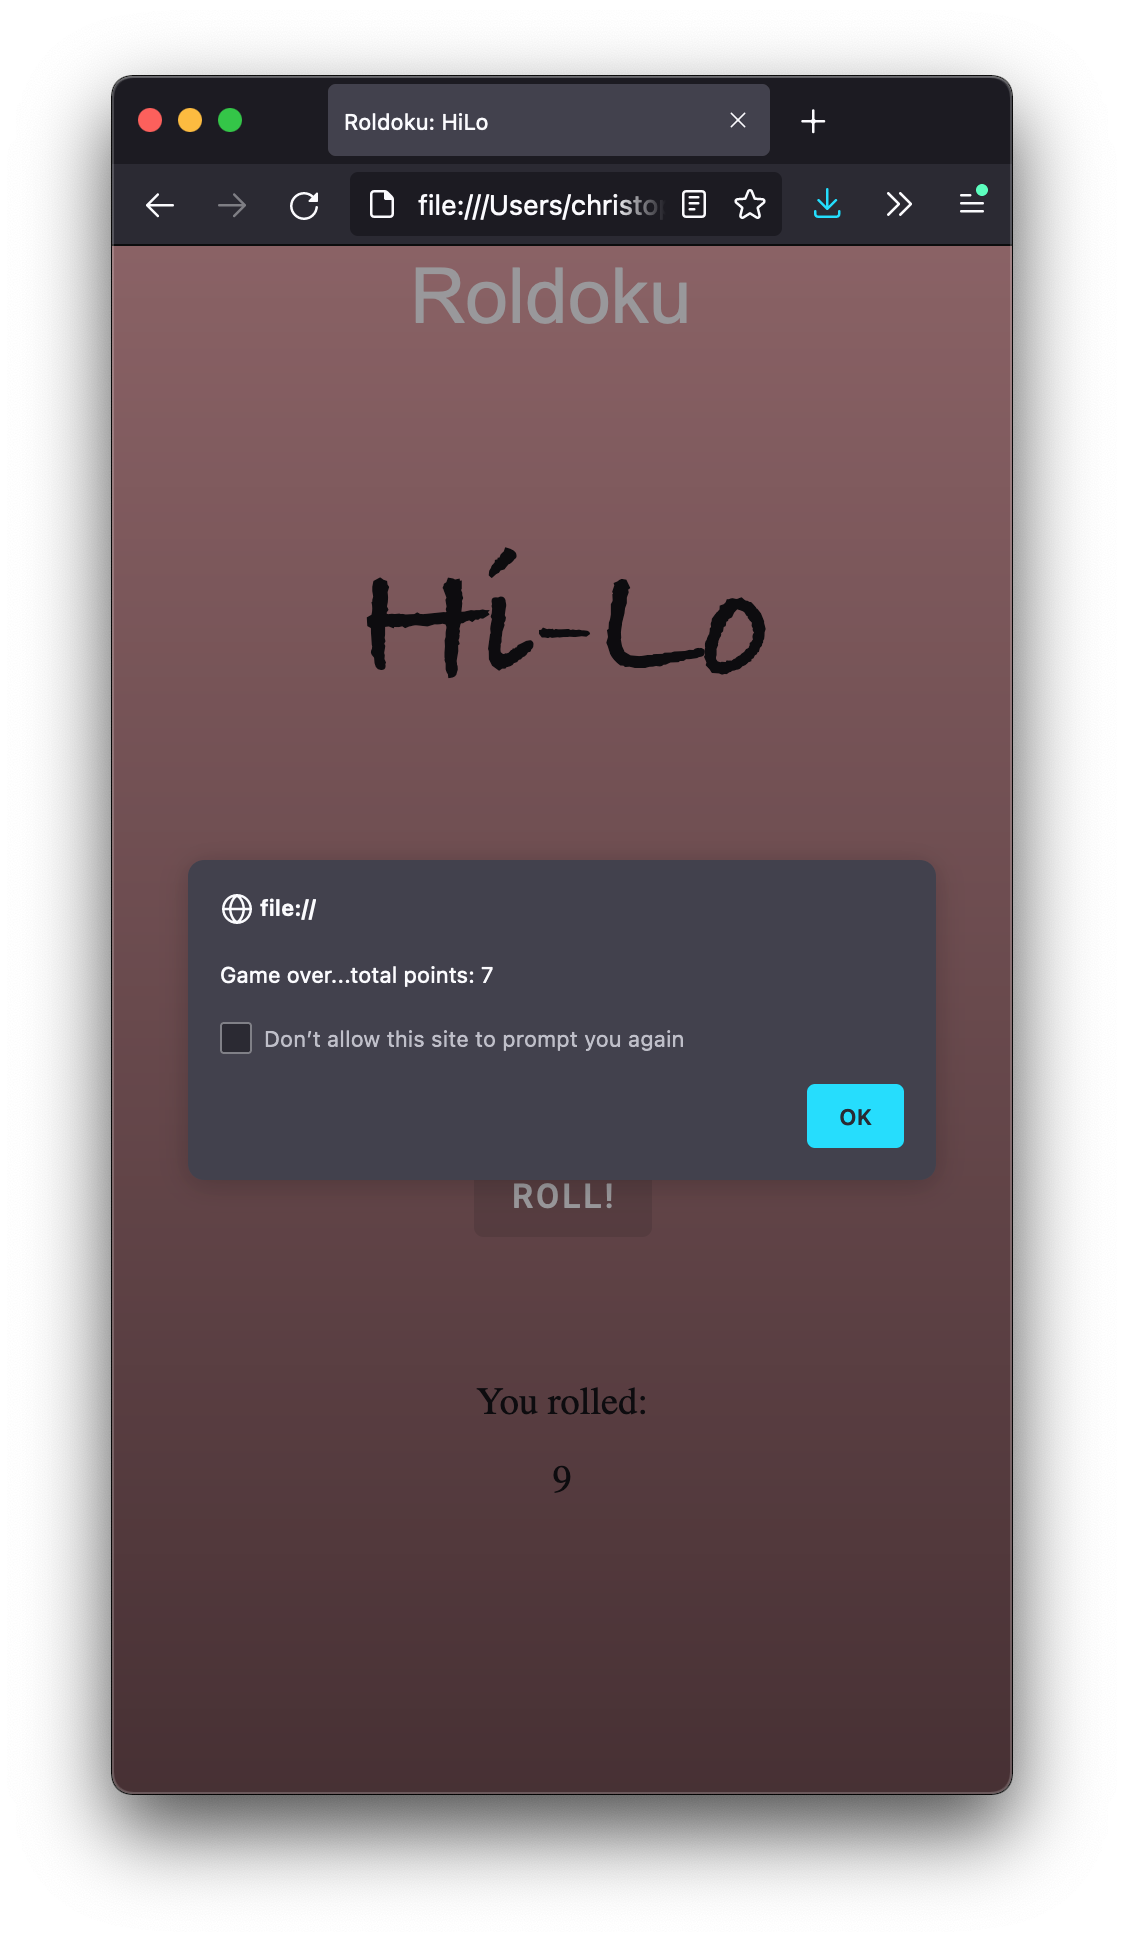 Roldoku: HiLo
file:///Users/christop
Roldoku
Hi-Lo
file://
Game over...total points: 7
Don’t allow this site to prompt you again
OK
ROLL!
You rolled:
9